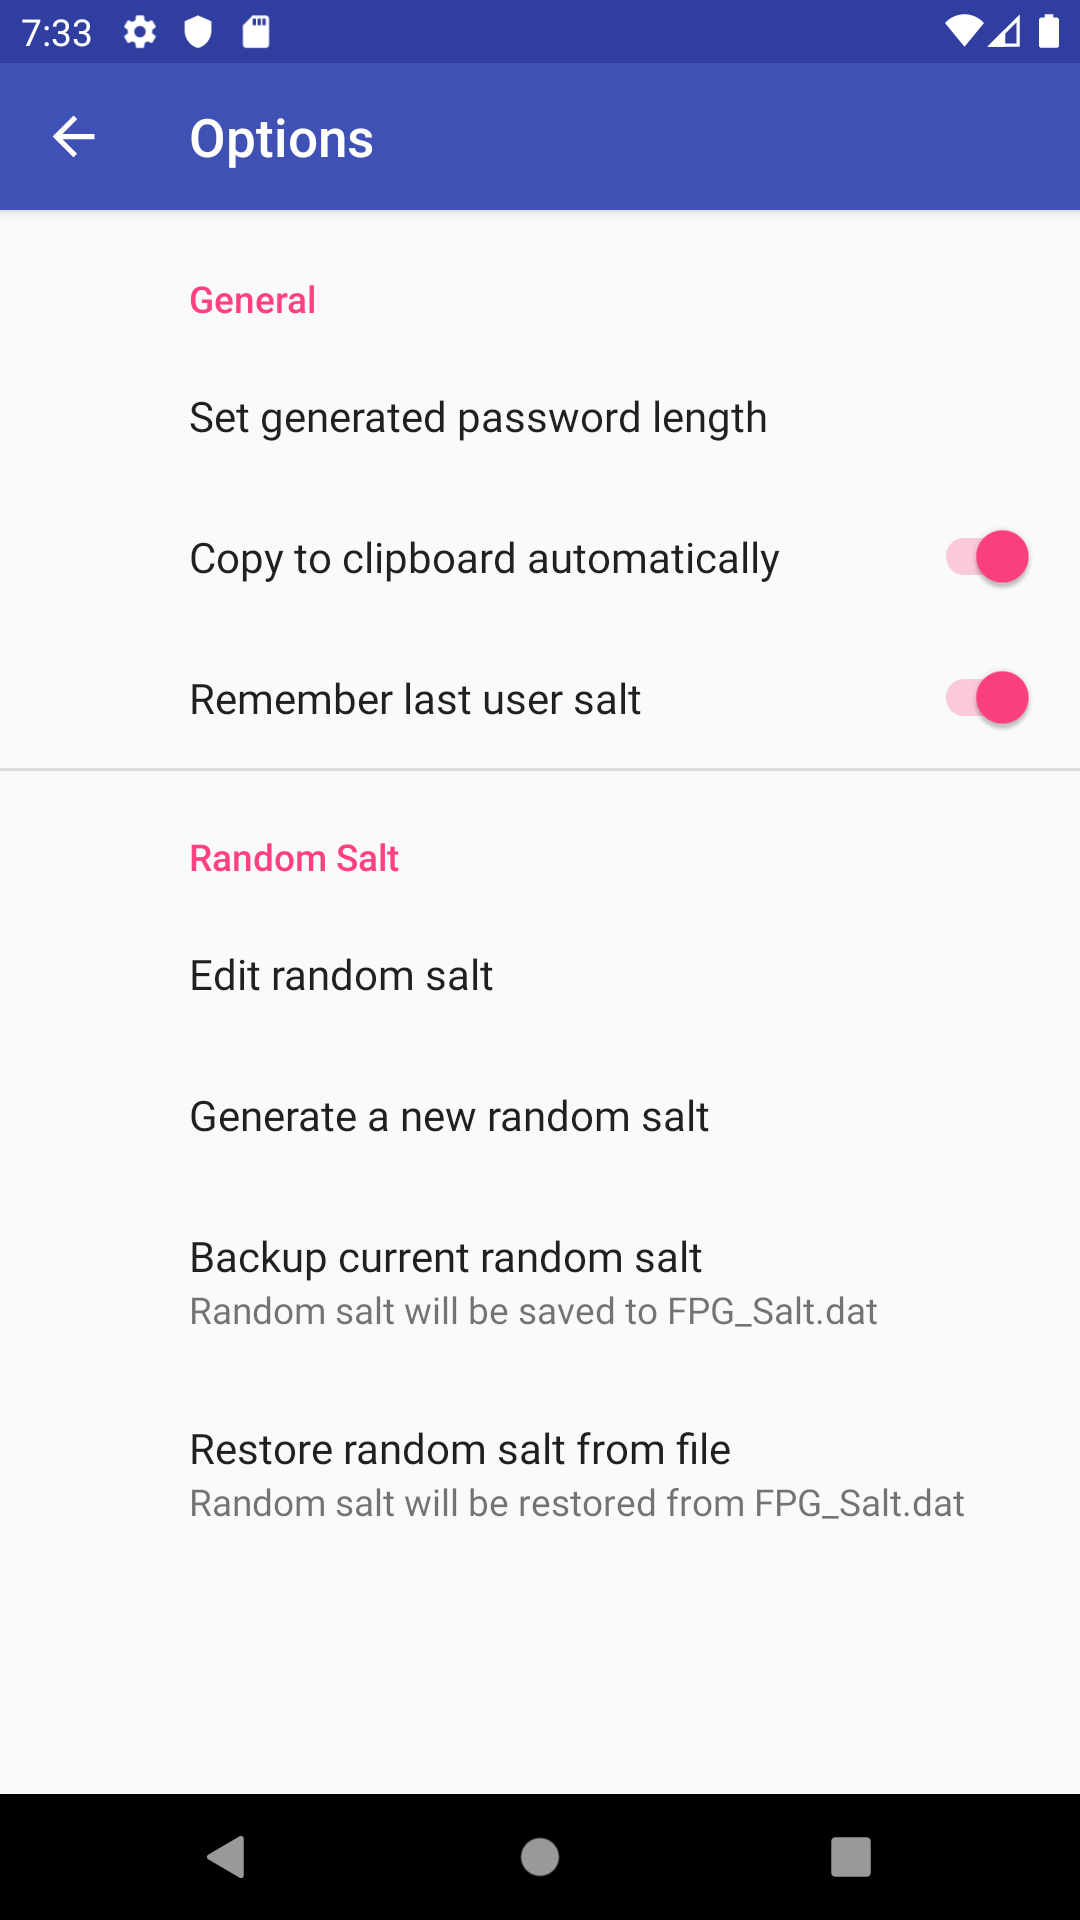 7:33
Options
General
Set generated password length
Copy to clipboard automatically
Remember last user salt
Random Salt
Edit random salt
Generate a new random salt
Backup current random salt
Random salt will be saved to FPG_Salt.dat
Restore random salt from file
Random salt will be restored from FPG_Salt.dat